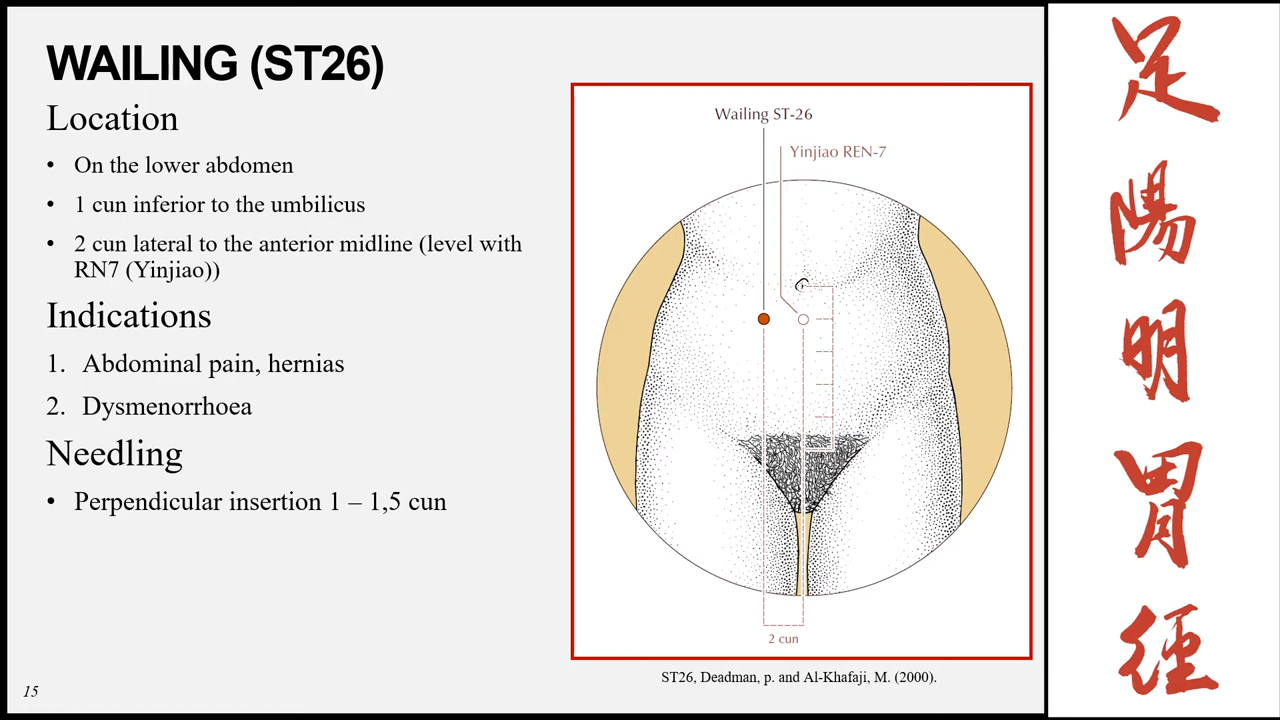 WAILING (ST26)
Location
• On the lower abdomen
• 1 cun inferior to the umbilicus
• 2 cun lateral to the anterior midline (level with
RN7 (Yinjiao))
Indications
1. Abdominal pain, hernias
2. Dysmenorrhoea
Needling
• Perpendicular insertion 1 – 1,5 cun
15
Wailing ST-26
Yinjiao REN-7
2 cun
ST26, Deadman, p. and Al-Khafaji, M. (2000).
足
陽
明
胃
徑